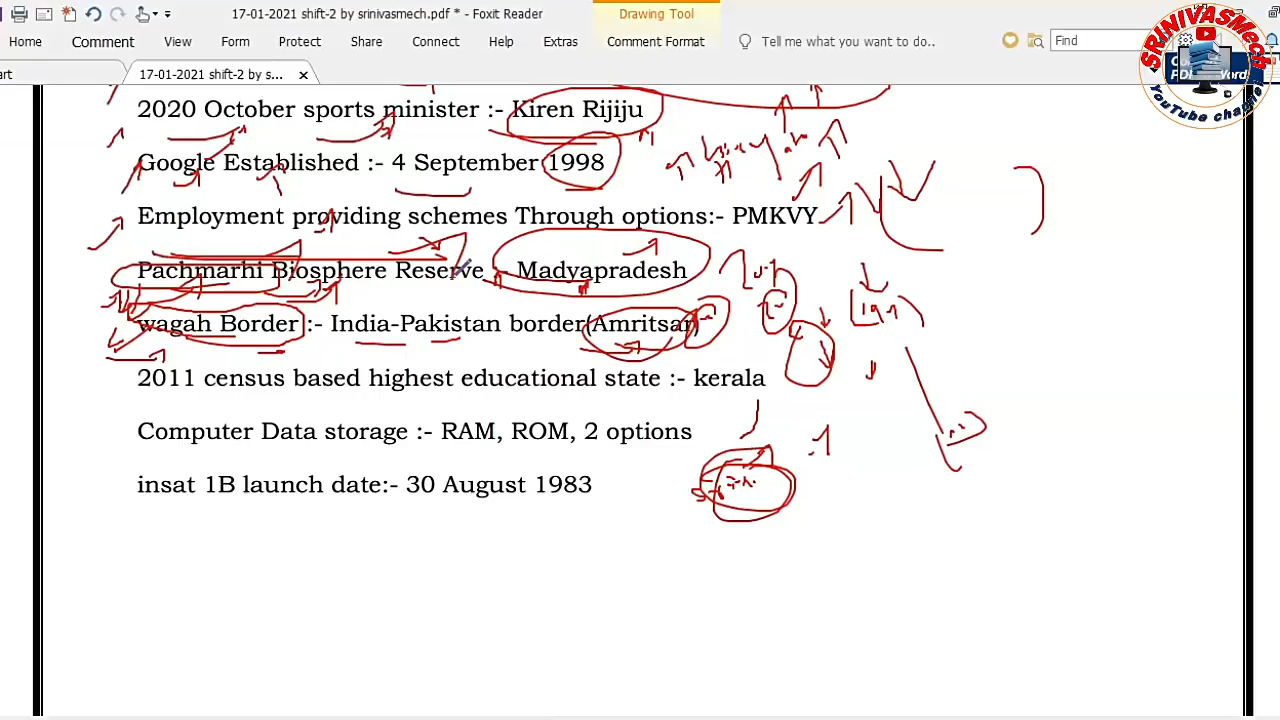 17-01-2021 shift-2 by srinivasmech.pdf * - Foxit Reader
Drawing Tool
Home Comment View Form Protect Share Connect Help Extras Comment Format Tell me what you want to do.. Find
art 17-01-2021 shift-2 by s... ×
SRINIVASMech
YouTube channel
2020 October sports minister :- Kiren Rijiju
Google Established :- 4 September 1998
Employment providing schemes Through options:- PMKVY
Pachmarhi Biosphere Reserve :- Madyapradesh
wagah Border :- India-Pakistan border(Amritsar)
2011 census based highest educational state :- kerala
Computer Data storage :- RAM, ROM, 2 options
insat 1B launch date:- 30 August 1983